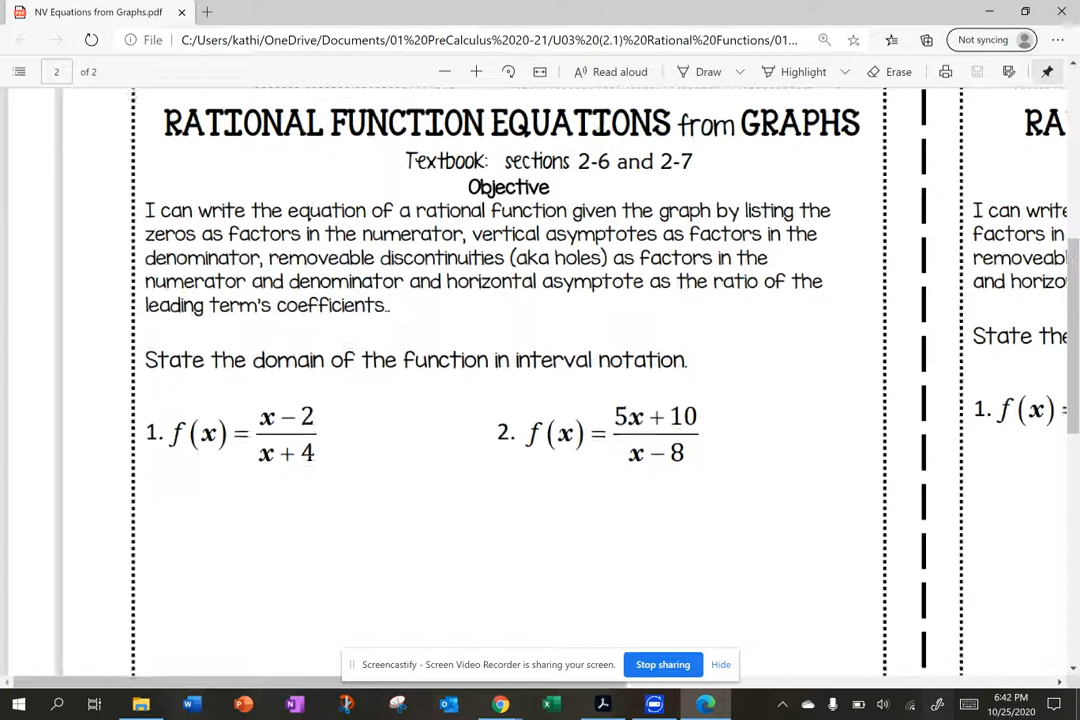 NV Equations from Graphs.pdf
File C:/Users/kathi/OneDrive/Documents/01%20PreCalculus%2020-21/U03%20(2.1)%20Rational%20Functions/01... Not syncing
2 of 2 Read aloud Draw Highlight Erase
RATIONAL FUNCTION EQUATIONS from GRAPHS RA
Textbook: sections 2-6 and 2-7
Objective
I can write the equation of a rational function given the graph by listing the I can write
zeros as factors in the numerator, vertical asymptotes as factors in the factors in
denominator, removeable discontinuities (aka holes) as factors in the removeabl
numerator and denominator and horizontal asymptote as the ratio of the and horizo
leading term's coefficients..
State the
State the domain of the function in interval notation.
1. f(x) = (x − 2)/(x + 4) 2. f(x) = (5x + 10)/(x − 8) 1. f(x) =
Screencastify - Screen Video Recorder is sharing your screen. Stop sharing Hide
6:42 PM
10/25/2020